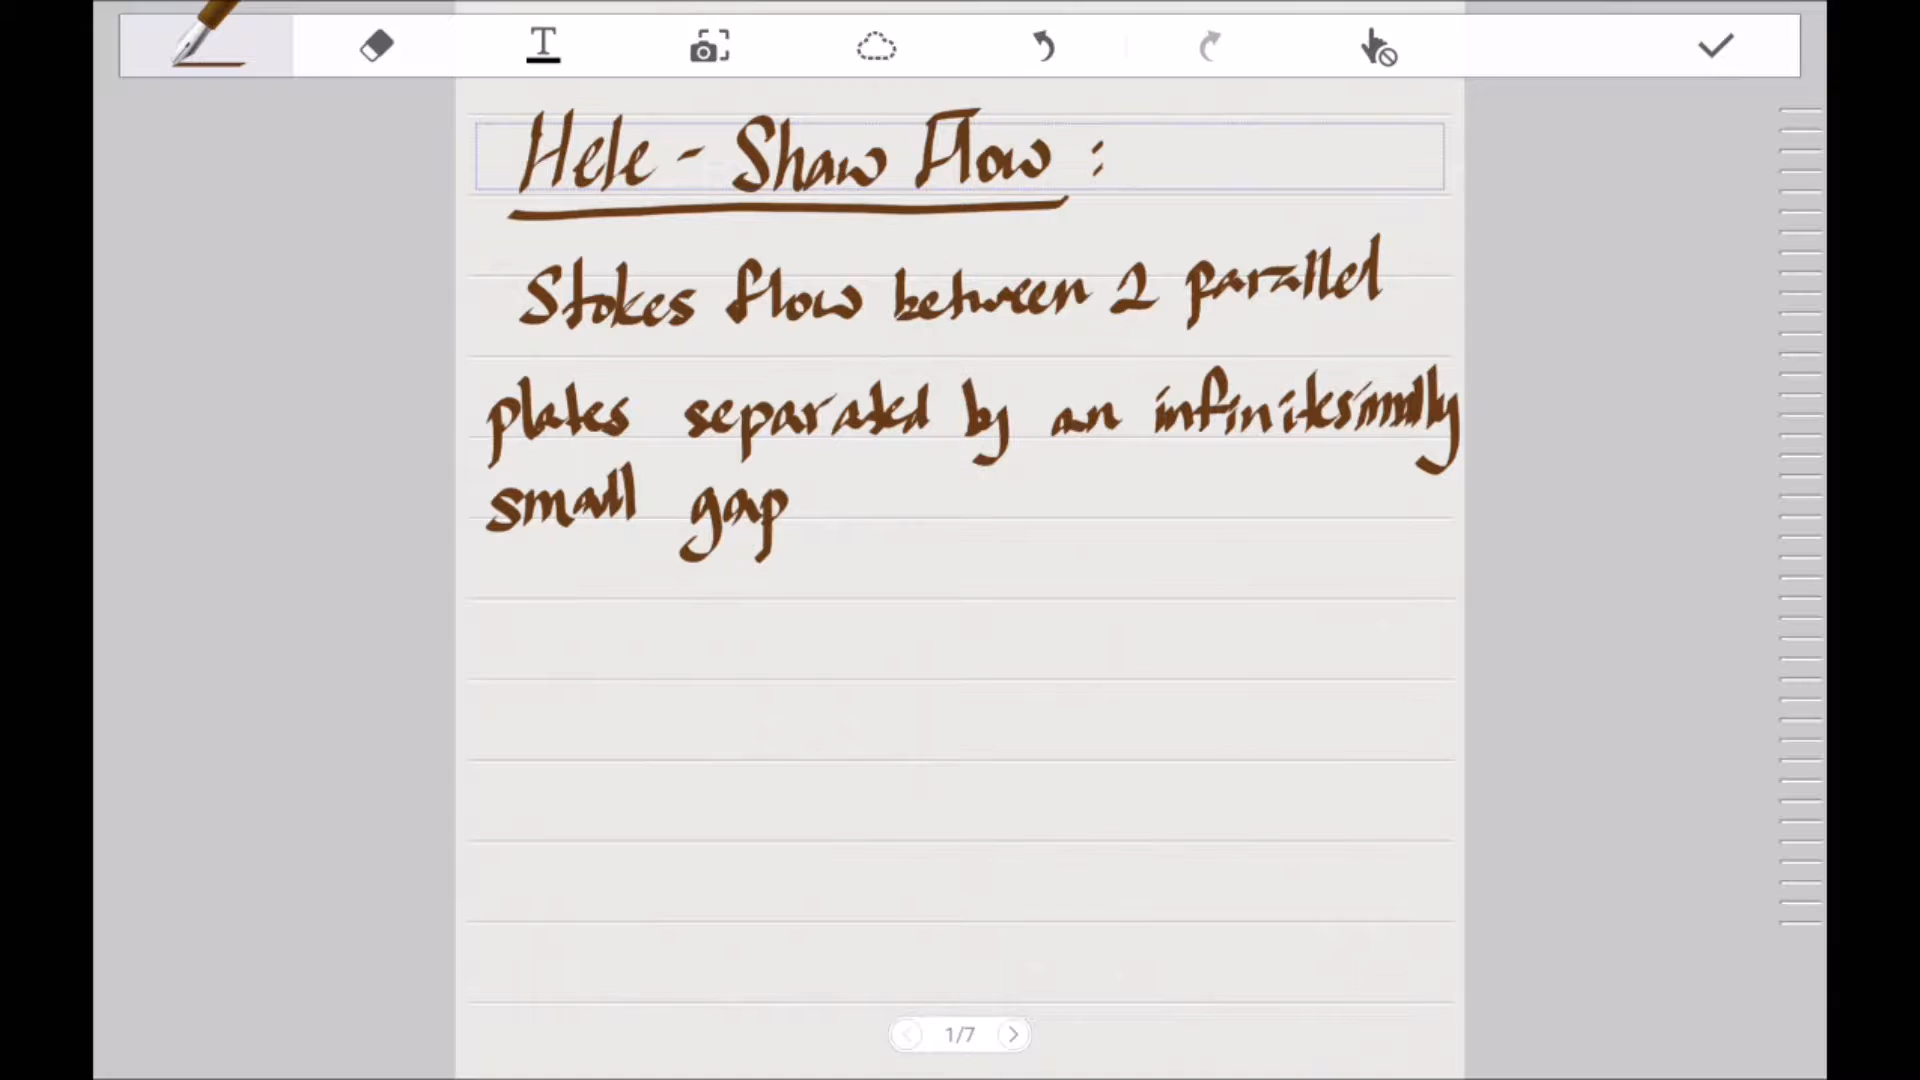 T
Hele - Shaw Flow :
Stokes flow between 2 parallel
plates separated by an infinitesimally
small gap
1/7